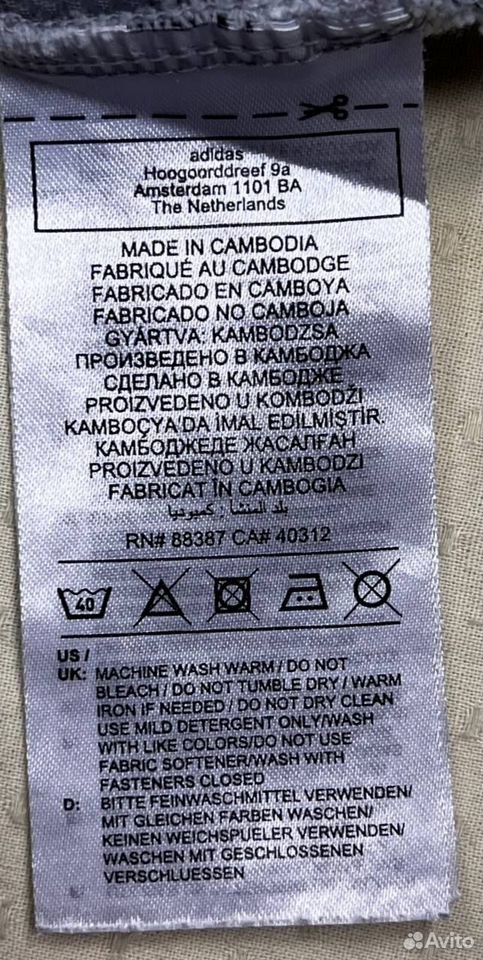 adidas
Hoogoorddreef 9a
Amsterdam 1101 BA
The Netherlands
MADE IN CAMBODIA
FABRIQUÉ AU CAMBODGE
FABRICADO EN CAMBOYA
FABRICADO NO CAMBOJA
GYÁRTVA: KAMBODZSA
ПРОИЗВЕДЕНО В КАМБОДЖА
СДЕЛАНО В КАМБОДЖЕ
PROIZVEDENO U KOMBODŽI
KAMBOÇYA'DA İMAL EDİLMİŞTİR.
КАМБОДЖЕДЕ ЖАСАЛҒАН
PROIZVEDENO U KAMBODZI
FABRICAT ÎN CAMBOGIA
بلد المنشأ: كمبوديا
RN# 88387 CA# 40312
40
US /
UK: MACHINE WASH WARM / DO NOT
BLEACH / DO NOT TUMBLE DRY / WARM
IRON IF NEEDED / DO NOT DRY CLEAN
USE MILD DETERGENT ONLY/WASH
WITH LIKE COLORS/DO NOT USE
FABRIC SOFTENER/WASH WITH
FASTENERS CLOSED
D: BITTE FEINWASCHMITTEL VERWENDEN/
MIT GLEICHEN FARBEN WASCHEN/
KEINEN WEICHSPUELER VERWENDEN/
WASCHEN MIT GESCHLOSSENEN
VERSCHLUESSEN
Avito